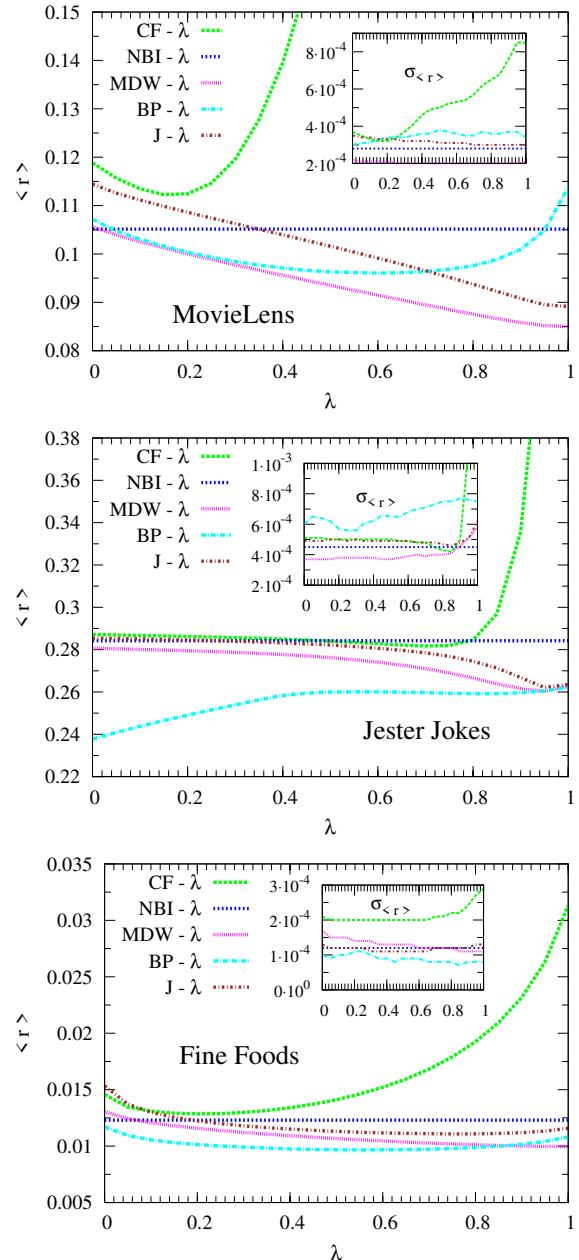 0.15
0.14
0.13
0.12
0.11
0.1
0.09
0.08
< r >
CF - λ
NBI -
MDW - λ
BP - λ
J - λ
8·10-4
6·10-4
4·10-4
2·10-4
σ< r >
0 0.2 0.4 0.6 0.8 1
MovieLens
0 0.2 0.4 0.6 0.8 1
λ
0.38
0.36
0.34
0.32
0.3
0.28
0.26
0.24
0.22
< r >
CF - λ
NBI -
MDW - λ
BP - λ
J - λ
1·10-3
8·10-4
6·10-4
4·10-4
2·10-4
σ< r >
0 0.2 0.4 0.6 0.8 1
Jester Jokes
0 0.2 0.4 0.6 0.8 1
λ
0.035
0.03
0.025
0.02
0.015
0.01
0.005
< r >
CF - λ
NBI -
MDW - λ
BP - λ
J - λ
3·10-4
2·10-4
1·10-4
0·100
σ< r >
0 0.2 0.4 0.6 0.8 1
Fine Foods
0 0.2 0.4 0.6 0.8 1
λ